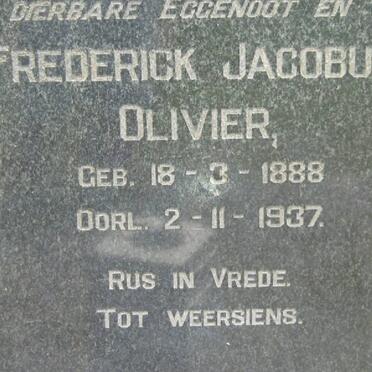 DIERBARE EGGENOOT EN
FREDERICK JACOBU
OLIVIER,
GEB. 18 - 3 - 1888
OORL. 2 - 11 - 1937.
RUS IN VREDE.
TOT WEERSIENS.